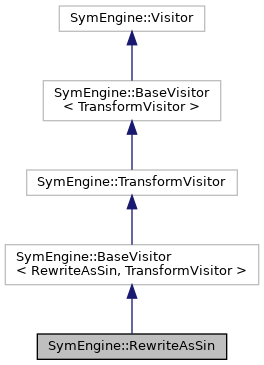 SymEngine::Visitor
SymEngine::BaseVisitor
< TransformVisitor >
SymEngine::TransformVisitor
SymEngine::BaseVisitor
< RewriteAsSin, TransformVisitor >
SymEngine::RewriteAsSin